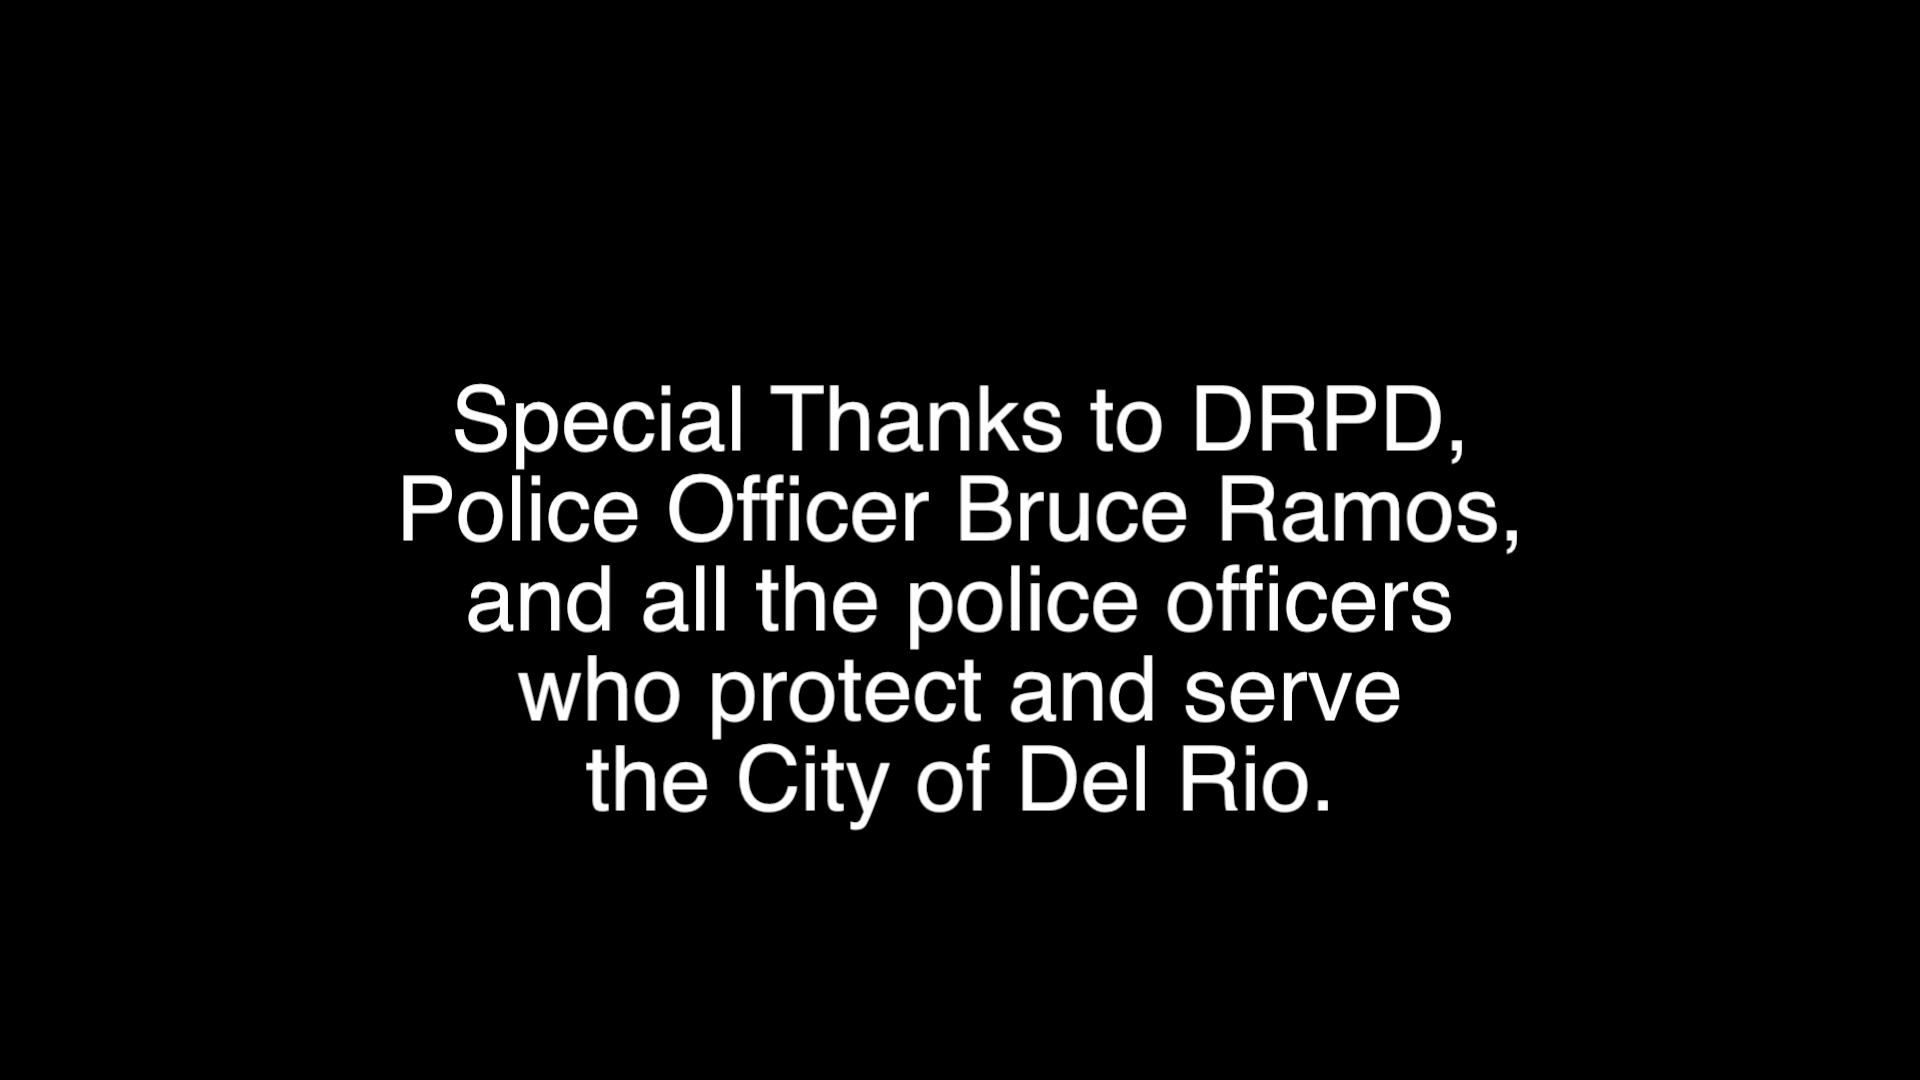 Special Thanks to DRPD,
Police Officer Bruce Ramos,
and all the police officers
who protect and serve
the City of Del Rio.